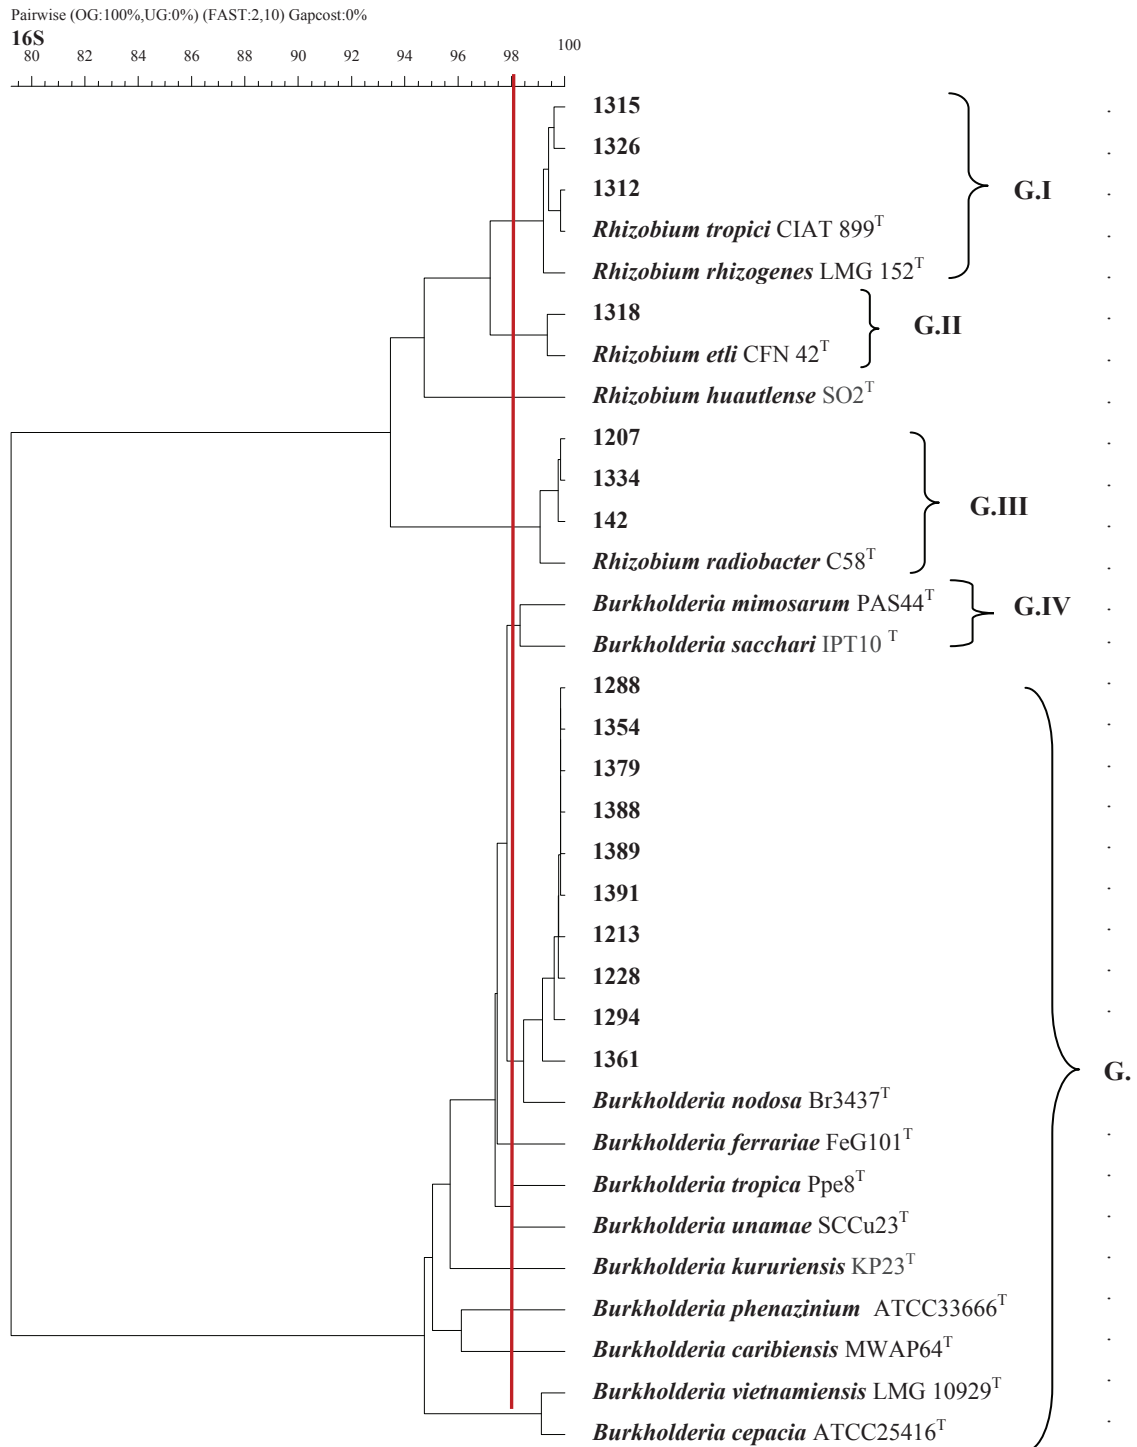 Pairwise (OG:100%,UG:0%) (FAST:2,10) Gapcost:0%
16S
80 82 84 86 88 90 92 94 96 98 100
1315
1326
1312
G.I
Rhizobium tropici CIAT 899T
Rhizobium rhizogenes LMG 152T
1318
G.II
Rhizobium etli CFN 42T
Rhizobium huautlense SO2T
1207
1334
G.III
142
Rhizobium radiobacter C58T
Burkholderia mimosarum PAS44T
G.IV
Burkholderia sacchari IPT10 T
1288
1354
1379
1388
1389
1391
1213
1228
1294
1361
G.
Burkholderia nodosa Br3437T
Burkholderia ferrariae FeG101T
Burkholderia tropica Ppe8T
Burkholderia unamae SCCu23T
Burkholderia kururiensis KP23T
Burkholderia phenazinium ATCC33666T
Burkholderia caribiensis MWAP64T
Burkholderia vietnamiensis LMG 10929T
Burkholderia cepacia ATCC25416T